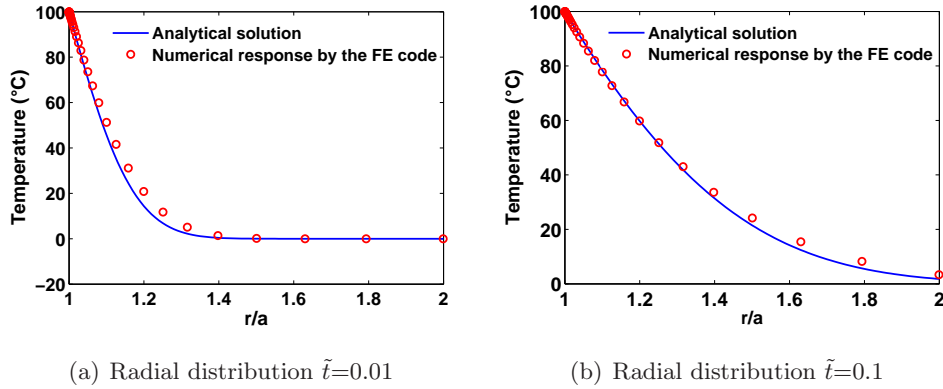 100
80
60
40
20
0
−20
Temperature (°C)
Analytical solution
Numerical response by the FE code
1
1.2
1.4
1.6
1.8
2
r/a
(a) Radial distribution t̃=0.01
100
80
60
40
20
0
Temperature (°C)
Analytical solution
Numerical response by the FE code
1
1.2
1.4
1.6
1.8
2
r/a
(b) Radial distribution t̃=0.1